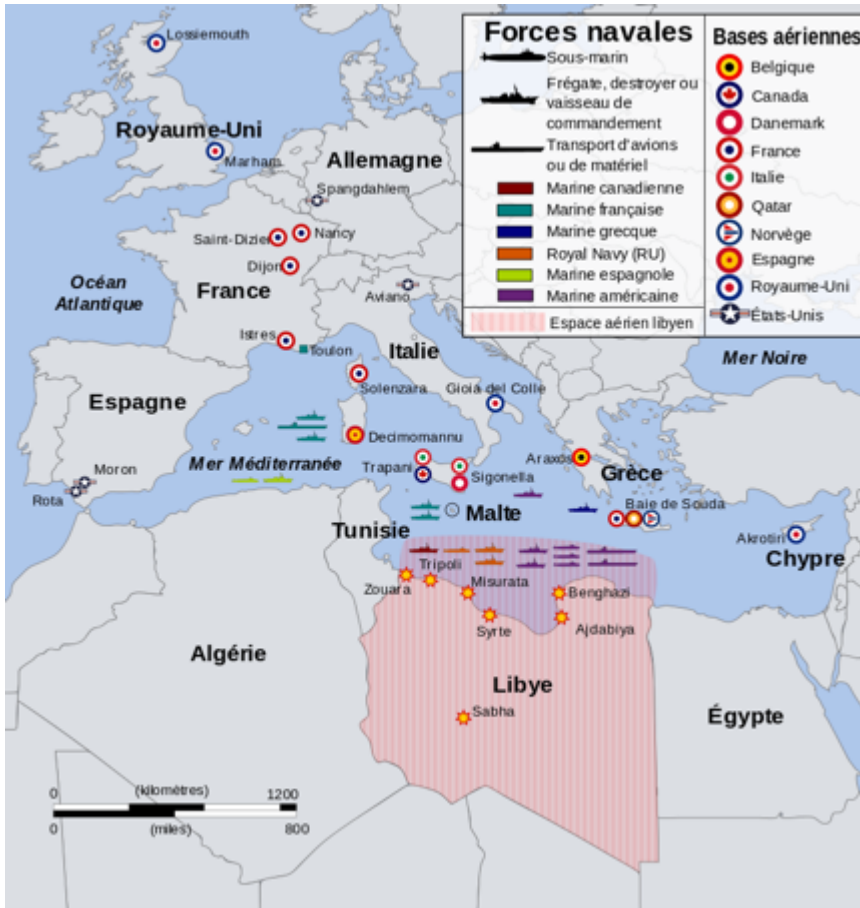 Forces navales
Sous-marin
Frégate, destroyer ou
vaisseau de
commandement
Transport d'avions
ou de matériel
Marine canadienne
Marine française
Marine grecque
Royal Navy (RU)
Marine espagnole
Marine américaine
Espace aérien libyen
Bases aériennes
Belgique
Canada
Danemark
France
Italie
Qatar
Norvège
Espagne
Royaume-Uni
États-Unis
Lossiemouth
Royaume-Uni
Marham
Allemagne
Spangdahlem
Saint-Dizier
Nancy
Dijon
Océan
Atlantique
France
Aviano
Istres
Toulon
Italie
Mer Noire
Solenzara
Gioia del Colle
Espagne
Decimomannu
Mer Méditerranée
Moron
Rota
Trapani
Sigonella
Araxos
Grèce
Baie de Souda
Malte
Tunisie
Akrotiri
Chypre
Zouara
Tripoli
Misurata
Benghazi
Syrte
Ajdabiya
Algérie
Libye
Égypte
Sabha
0 (kilomètres) 1200
0 (miles) 800